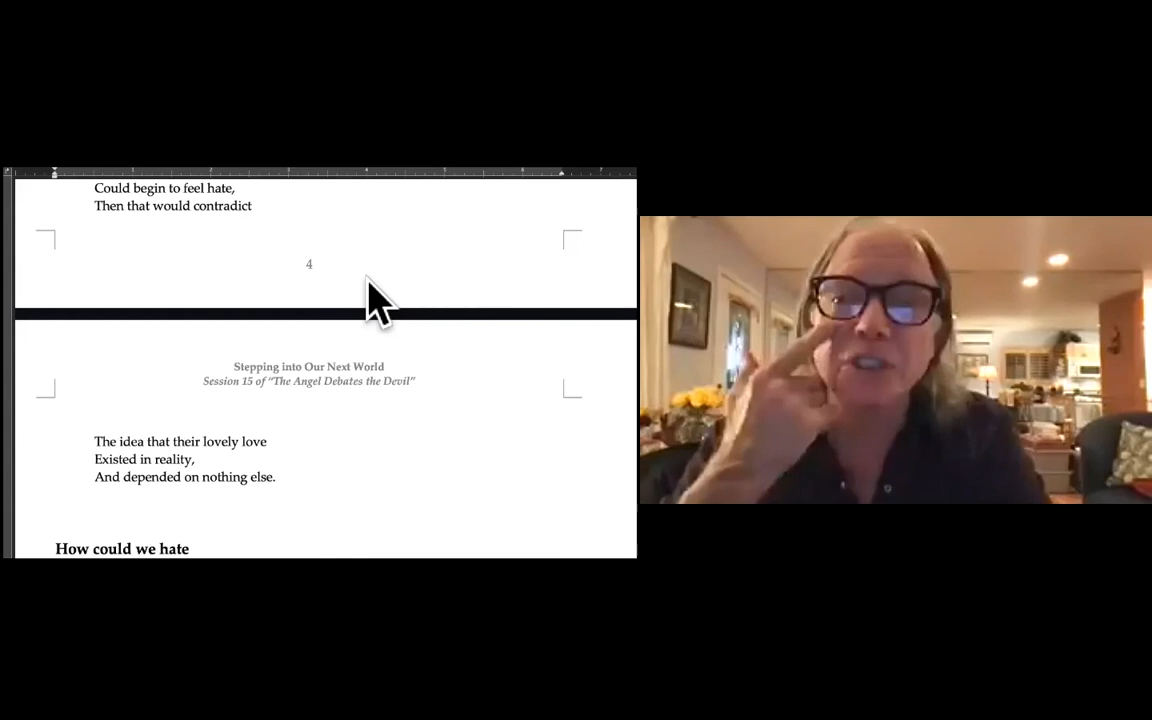 Could begin to feel hate,
Then that would contradict
4
Stepping into Our Next World
Session 15 of “The Angel Debates the Devil”
The idea that their lovely love
Existed in reality,
And depended on nothing else.
How could we hate